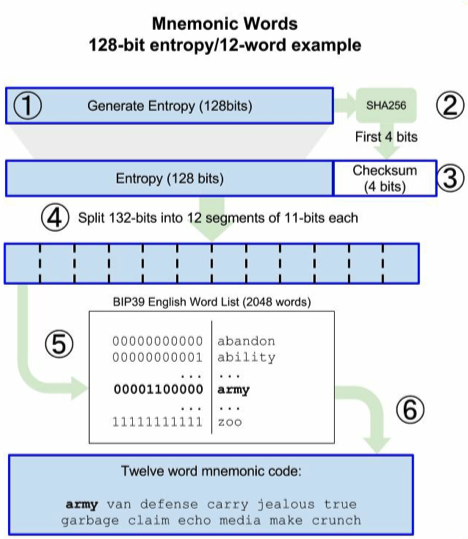 Mnemonic Words
128-bit entropy/12-word example
① Generate Entropy (128bits) SHA256 ②
First 4 bits
Entropy (128 bits) Checksum (4 bits) ③
④ Split 132-bits into 12 segments of 11-bits each
BIP39 English Word List (2048 words)
⑤
00000000000 abandon
00000000001 ability
... ...
00001100000 army
... ...
11111111111 zoo
⑥
Twelve word mnemonic code:
army van defense carry jealous true
garbage claim echo media make crunch